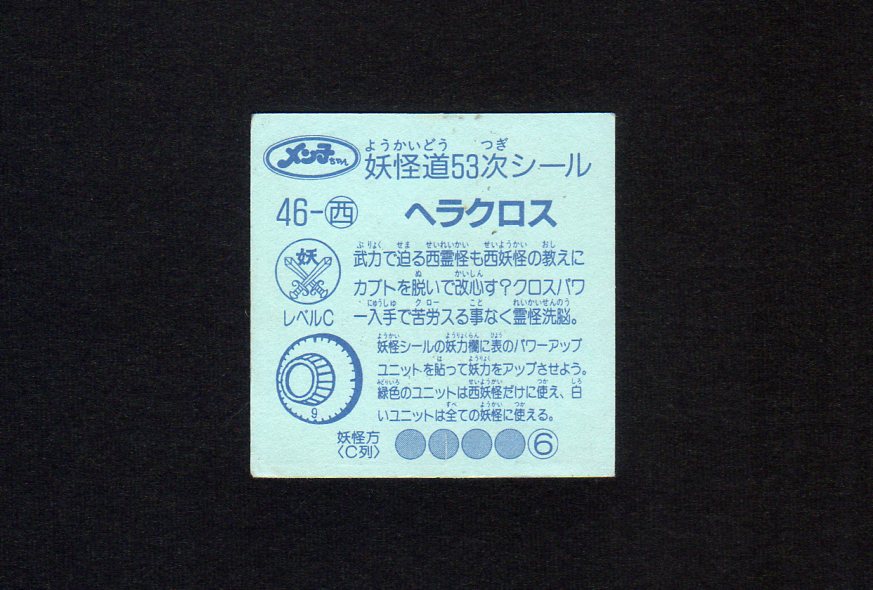 メン子ちゃん
ようかいどう つぎ
妖怪道53次シール
46-西 ヘラクロス
妖
レベルC
ぶりょく せま せいれいかい せいようかい おし
武力で迫る西霊怪も西妖怪の教えに
ぬ かいしん
カブトを脱いで改心す?クロスパワ
にゅうしゅ クロー こと れいかいせんのう
ー入手で苦労スる事なく霊怪洗脳。
ようかい ようりょくらん ひょう
妖怪シールの妖力欄に表のパワーアップ
は ようりょく
ユニットを貼って妖力をアップさせよう。
みどりいろ せいようかい つか しろ
緑色のユニットは西妖怪だけに使え、白
すべ ようかい つか
いユニットは全ての妖怪に使える。
9
妖怪方
〈C列〉 6